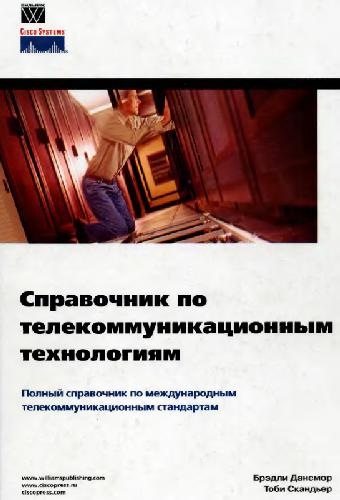 ВИЛЬЯМС
CISCO SYSTEMS
Справочник по
телекоммуникационным
технологиям
Полный справочник по международным
телекоммуникационным стандартам
www.williamspublishing.com
www.ciscopress.ru
ciscopress.com
Брэдли Дансмор
Тоби Скандьер